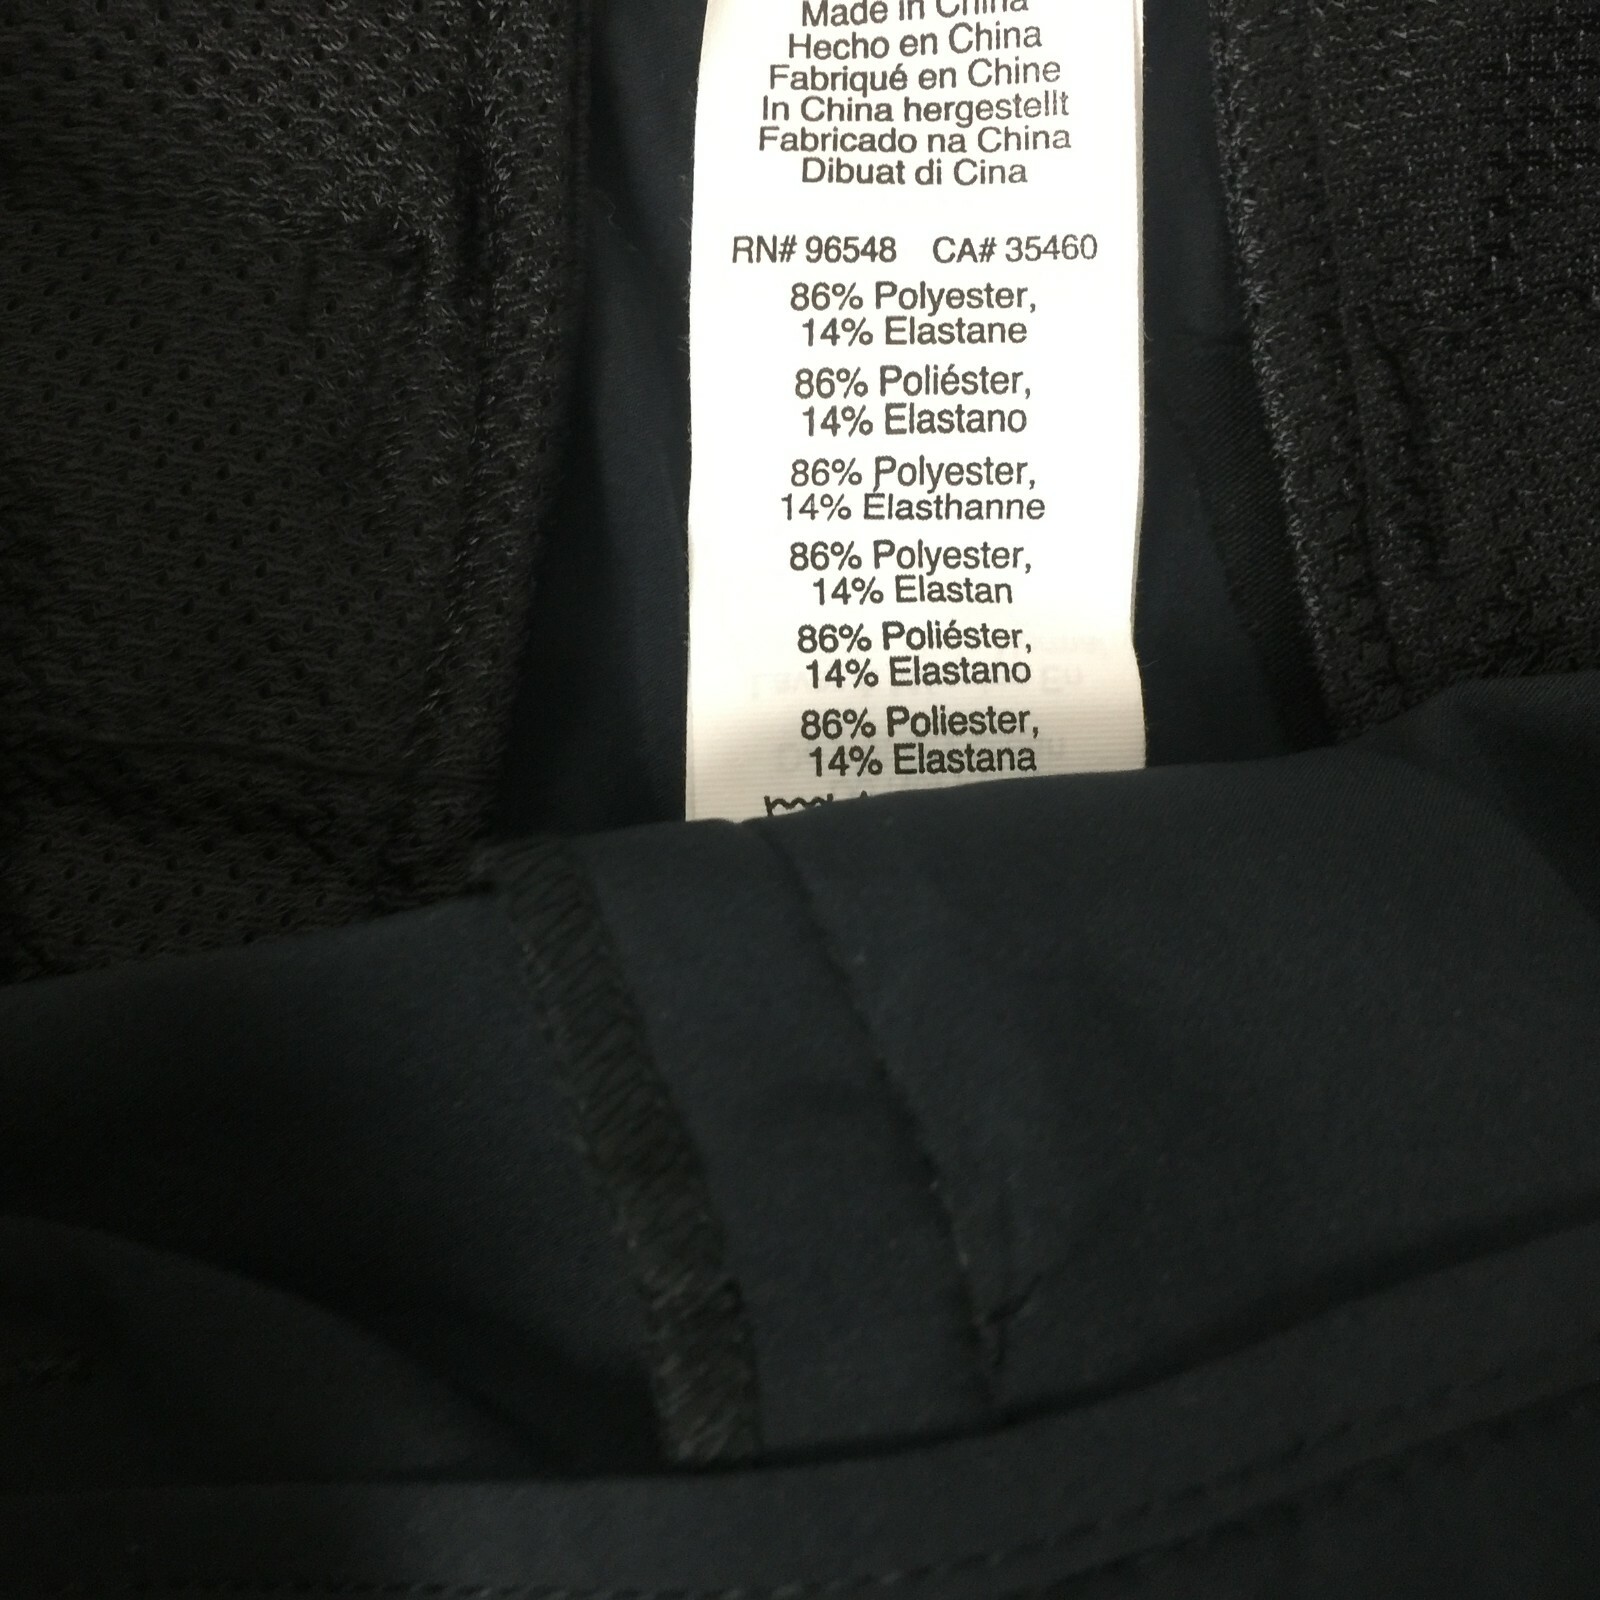 Made in China
Hecho en China
Fabriqué en Chine
In China hergestellt
Fabricado na China
Dibuat di Cina
RN# 96548 CA# 35460
86% Polyester,
14% Elastane
86% Poliéster,
14% Elastano
86% Polyester,
14% Élasthanne
86% Polyester,
14% Elastan
86% Poliéster,
14% Elastano
86% Poliester,
14% Elastana